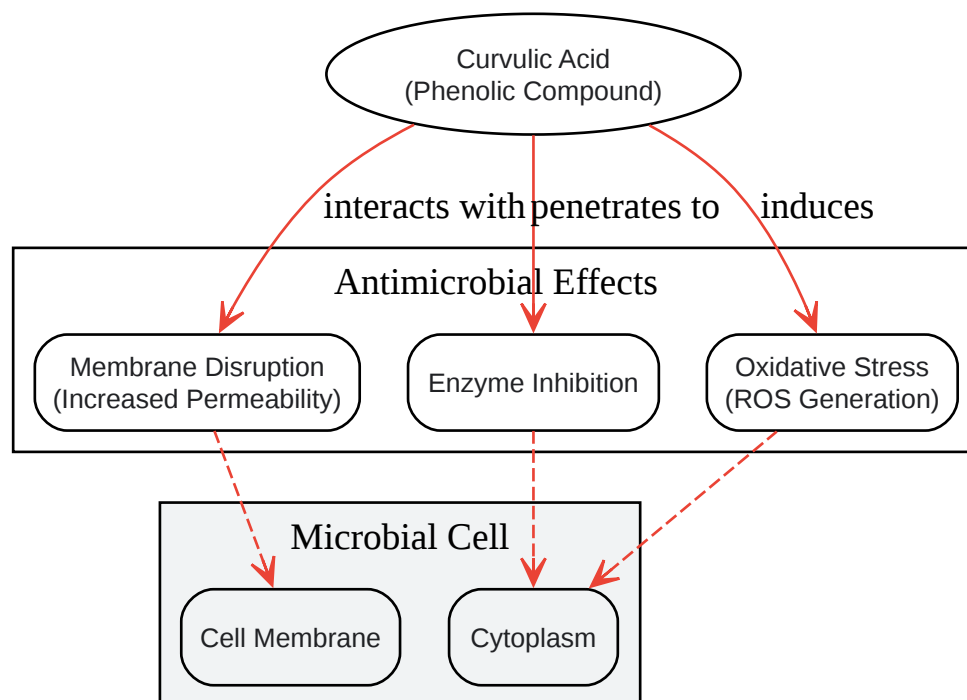 Curvulic Acid
(Phenolic Compound)
interacts with penetrates to induces
Antimicrobial Effects
Membrane Disruption
(Increased Permeability)
Enzyme Inhibition
Oxidative Stress
(ROS Generation)
Microbial Cell
Cell Membrane
Cytoplasm